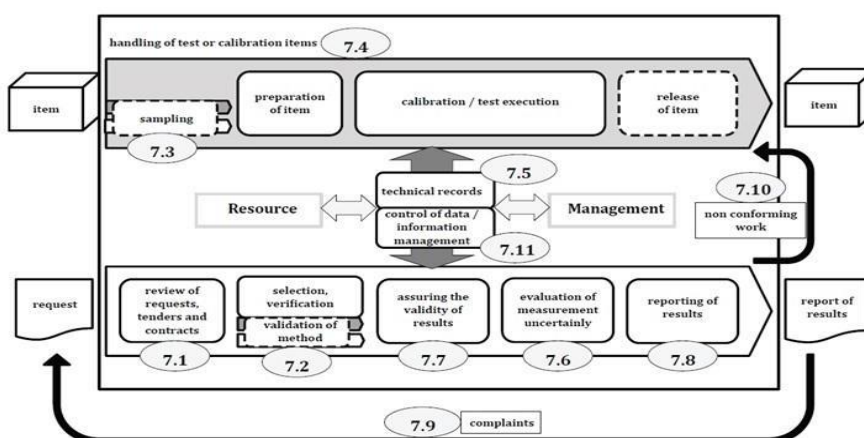 handling of test or calibration items
7.4
item
sampling
7.3
preparation
of item
calibration / test execution
release
of item
item
7.5
technical records
Resource
Management
control of data /
information
management
7.11
7.10
non conforming
work
request
review of
requests,
tenders and
contracts
7.1
selection,
verification
validation of
method
7.2
assuring the
validity of
results
7.7
evaluation of
measurement
uncertainly
7.6
reporting of
results
7.8
report of
results
7.9
complaints